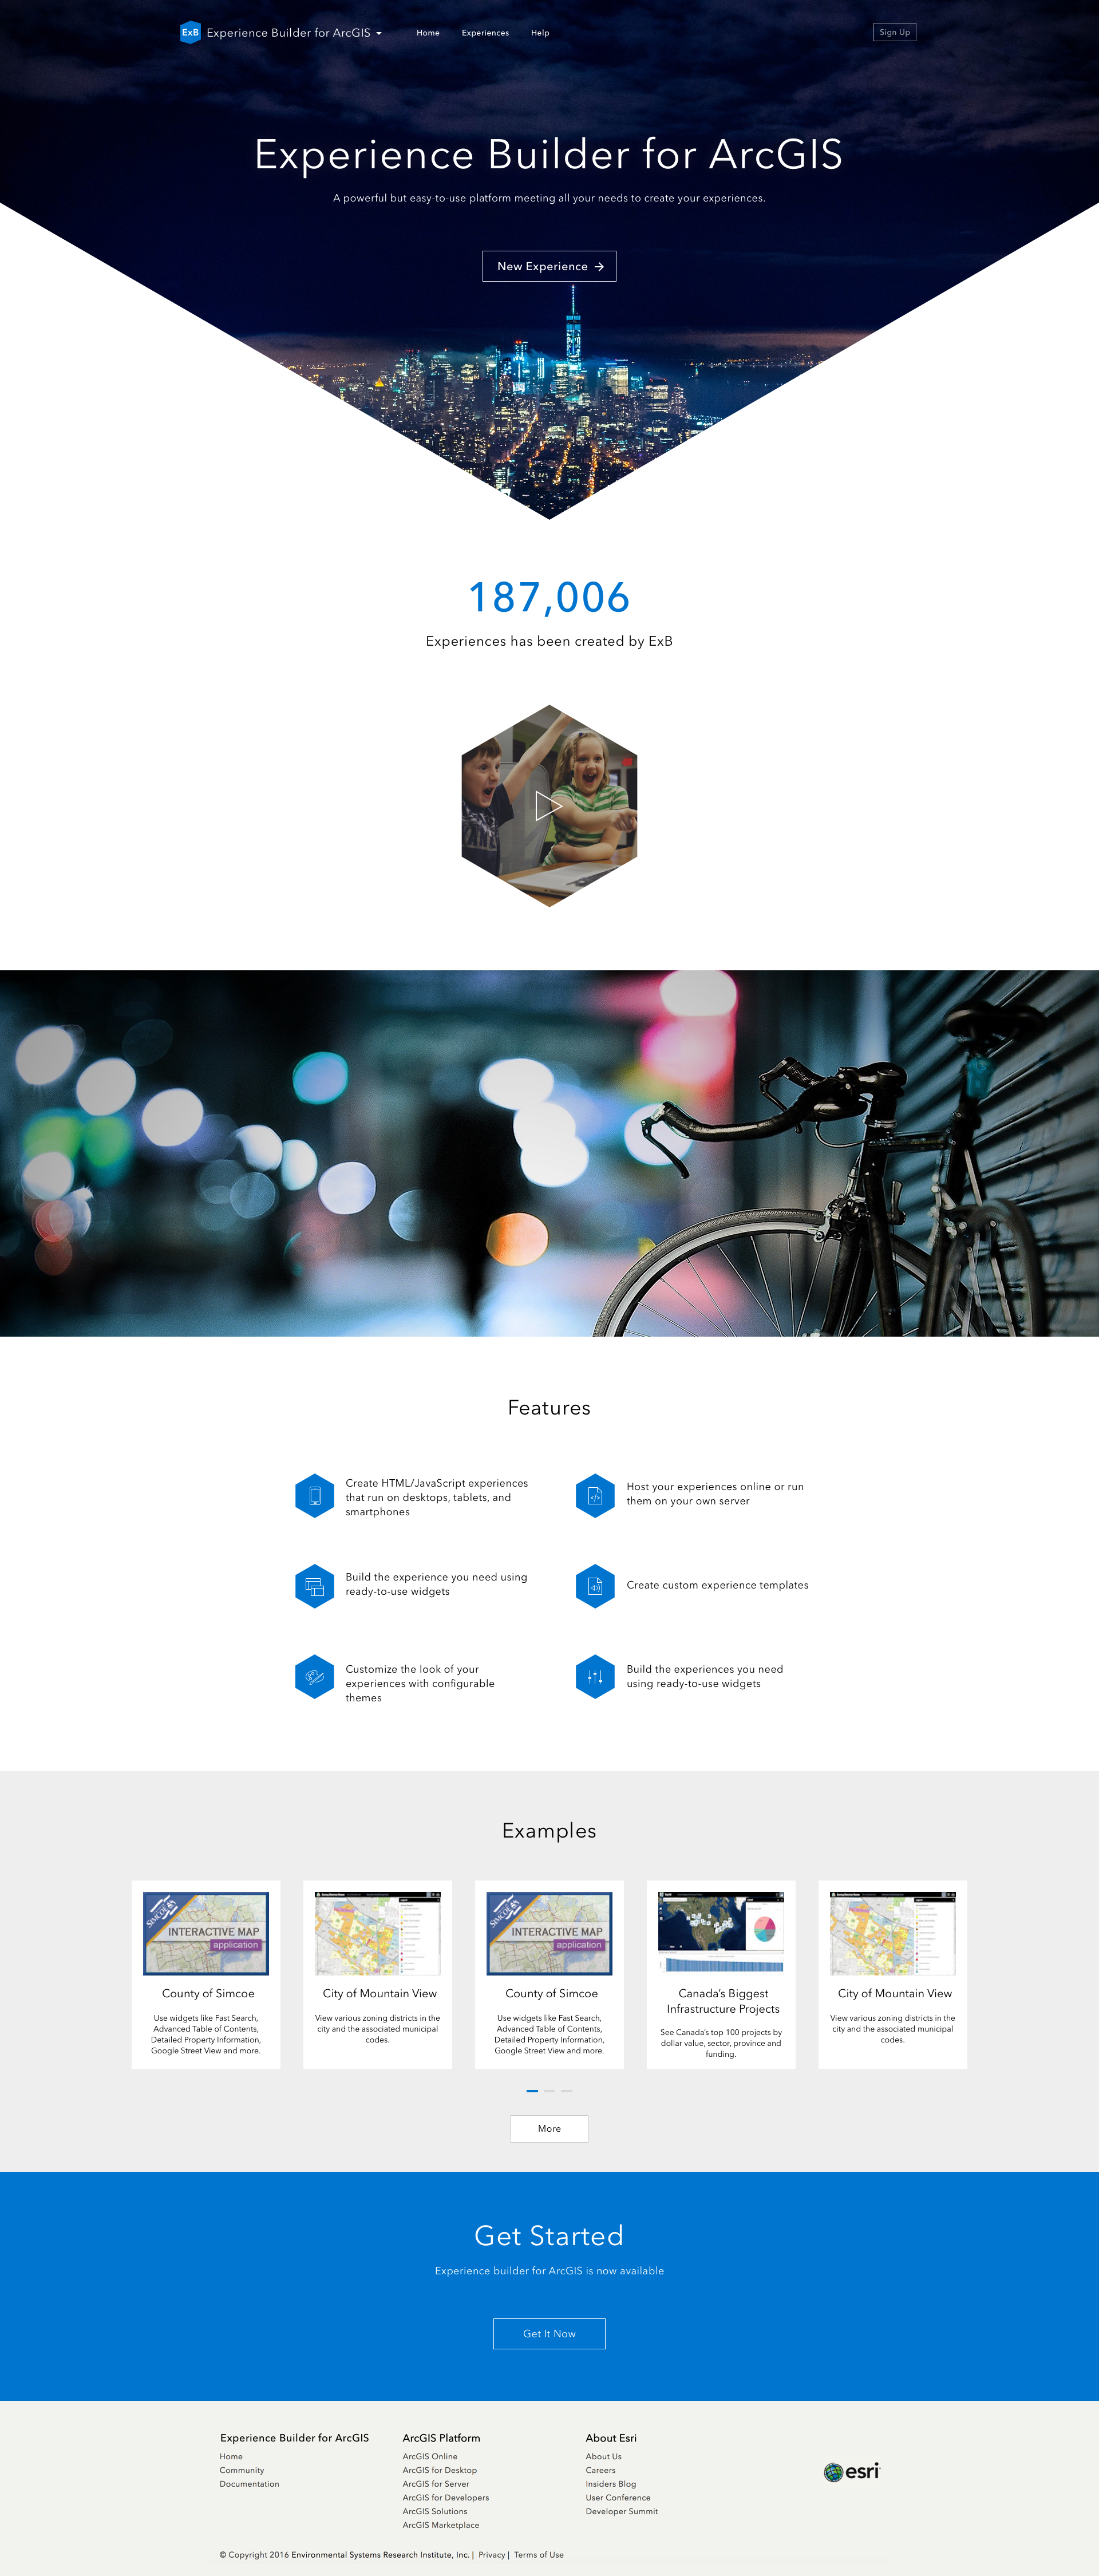 ExB Experience Builder for ArcGIS Home Experiences Help Sign Up
Experience Builder for ArcGIS
A powerful but easy-to-use platform meeting all your needs to create your experiences.
New Experience
187,006
Experiences has been created by ExB
Features
Create HTML/JavaScript experiences
that run on desktops, tablets, and
smartphones
Host your experiences online or run
them on your own server
Build the experience you need using
ready-to-use widgets
Create custom experience templates
Customize the look of your
experiences with configurable
themes
Build the experiences you need
using ready-to-use widgets
Examples
SIMCOE
INTERACTIVE MAP
application
County of Simcoe
Use widgets like Fast Search,
Advanced Table of Contents,
Detailed Property Information,
Google Street View and more.
City of Mountain View
View various zoning districts in the
city and the associated municipal
codes.
SIMCOE
INTERACTIVE MAP
application
County of Simcoe
Use widgets like Fast Search,
Advanced Table of Contents,
Detailed Property Information,
Google Street View and more.
Canada's Biggest
Infrastructure Projects
See Canada's top 100 projects by
dollar value, sector, province and
funding.
City of Mountain View
View various zoning districts in the
city and the associated municipal
codes.
More
Get Started
Experience builder for ArcGIS is now available
Get It Now
Experience Builder for ArcGIS
Home
Community
Documentation
ArcGIS Platform
ArcGIS Online
ArcGIS for Desktop
ArcGIS for Server
ArcGIS for Developers
ArcGIS Solutions
ArcGIS Marketplace
About Esri
About Us
Careers
Insiders Blog
User Conference
Developer Summit
esri
© Copyright 2016 Environmental Systems Research Institute, Inc. | Privacy | Terms of Use